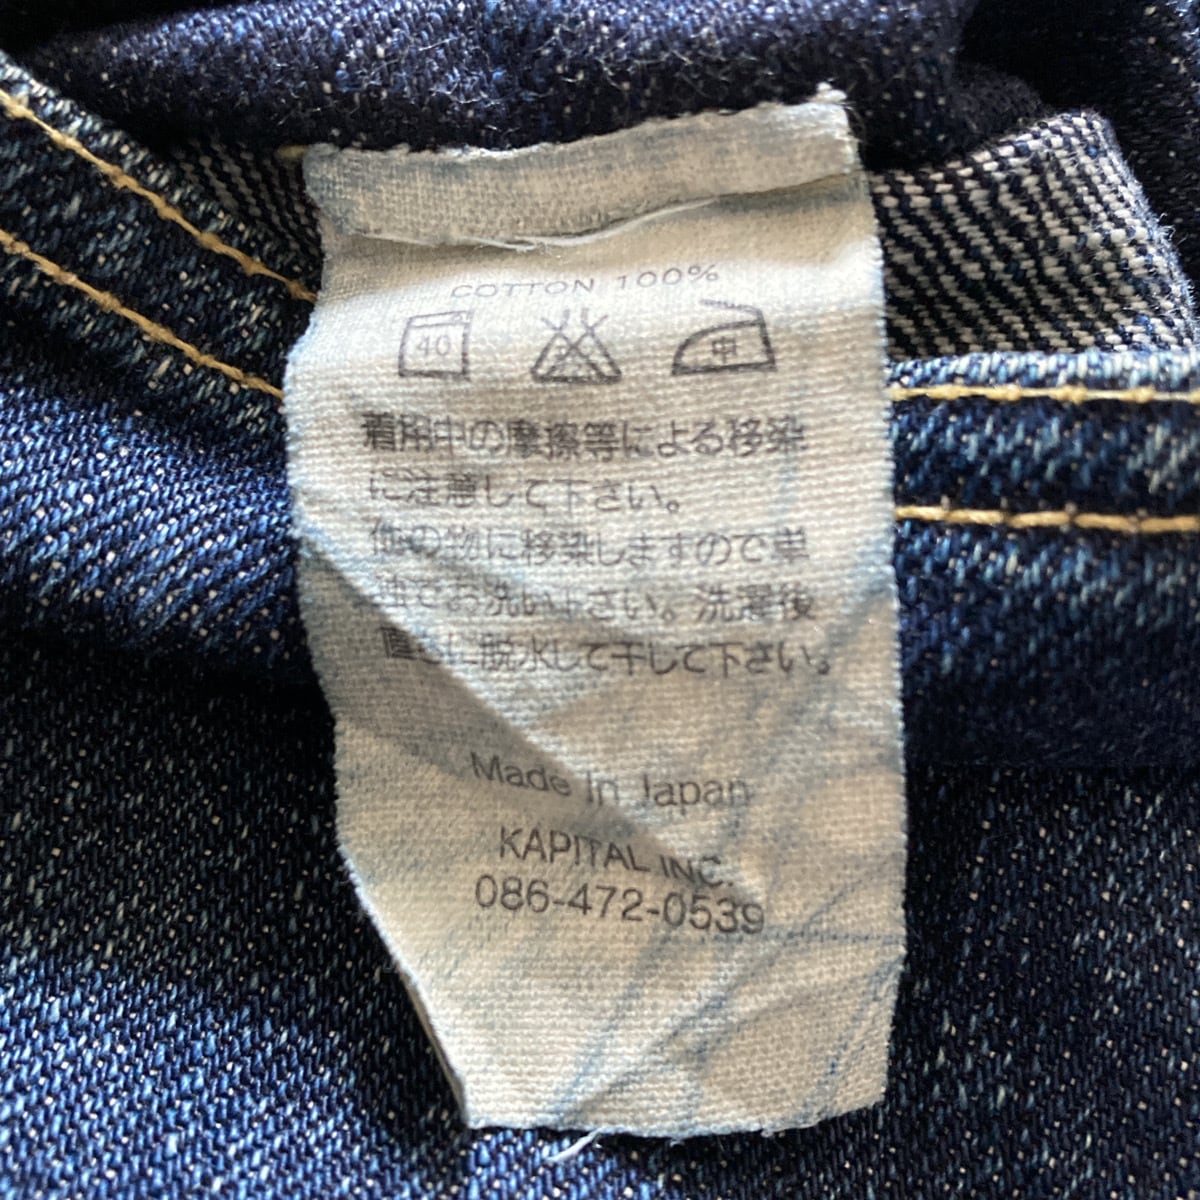 COTTON 100%
40 中
着用中の摩擦等による移染
に注意して下さい。
他の物に移染しますので単
独でお洗い下さい。洗濯後
直ちに脱水して干して下さい。
Made In Japan
KAPITAL INC.
086-472-0539